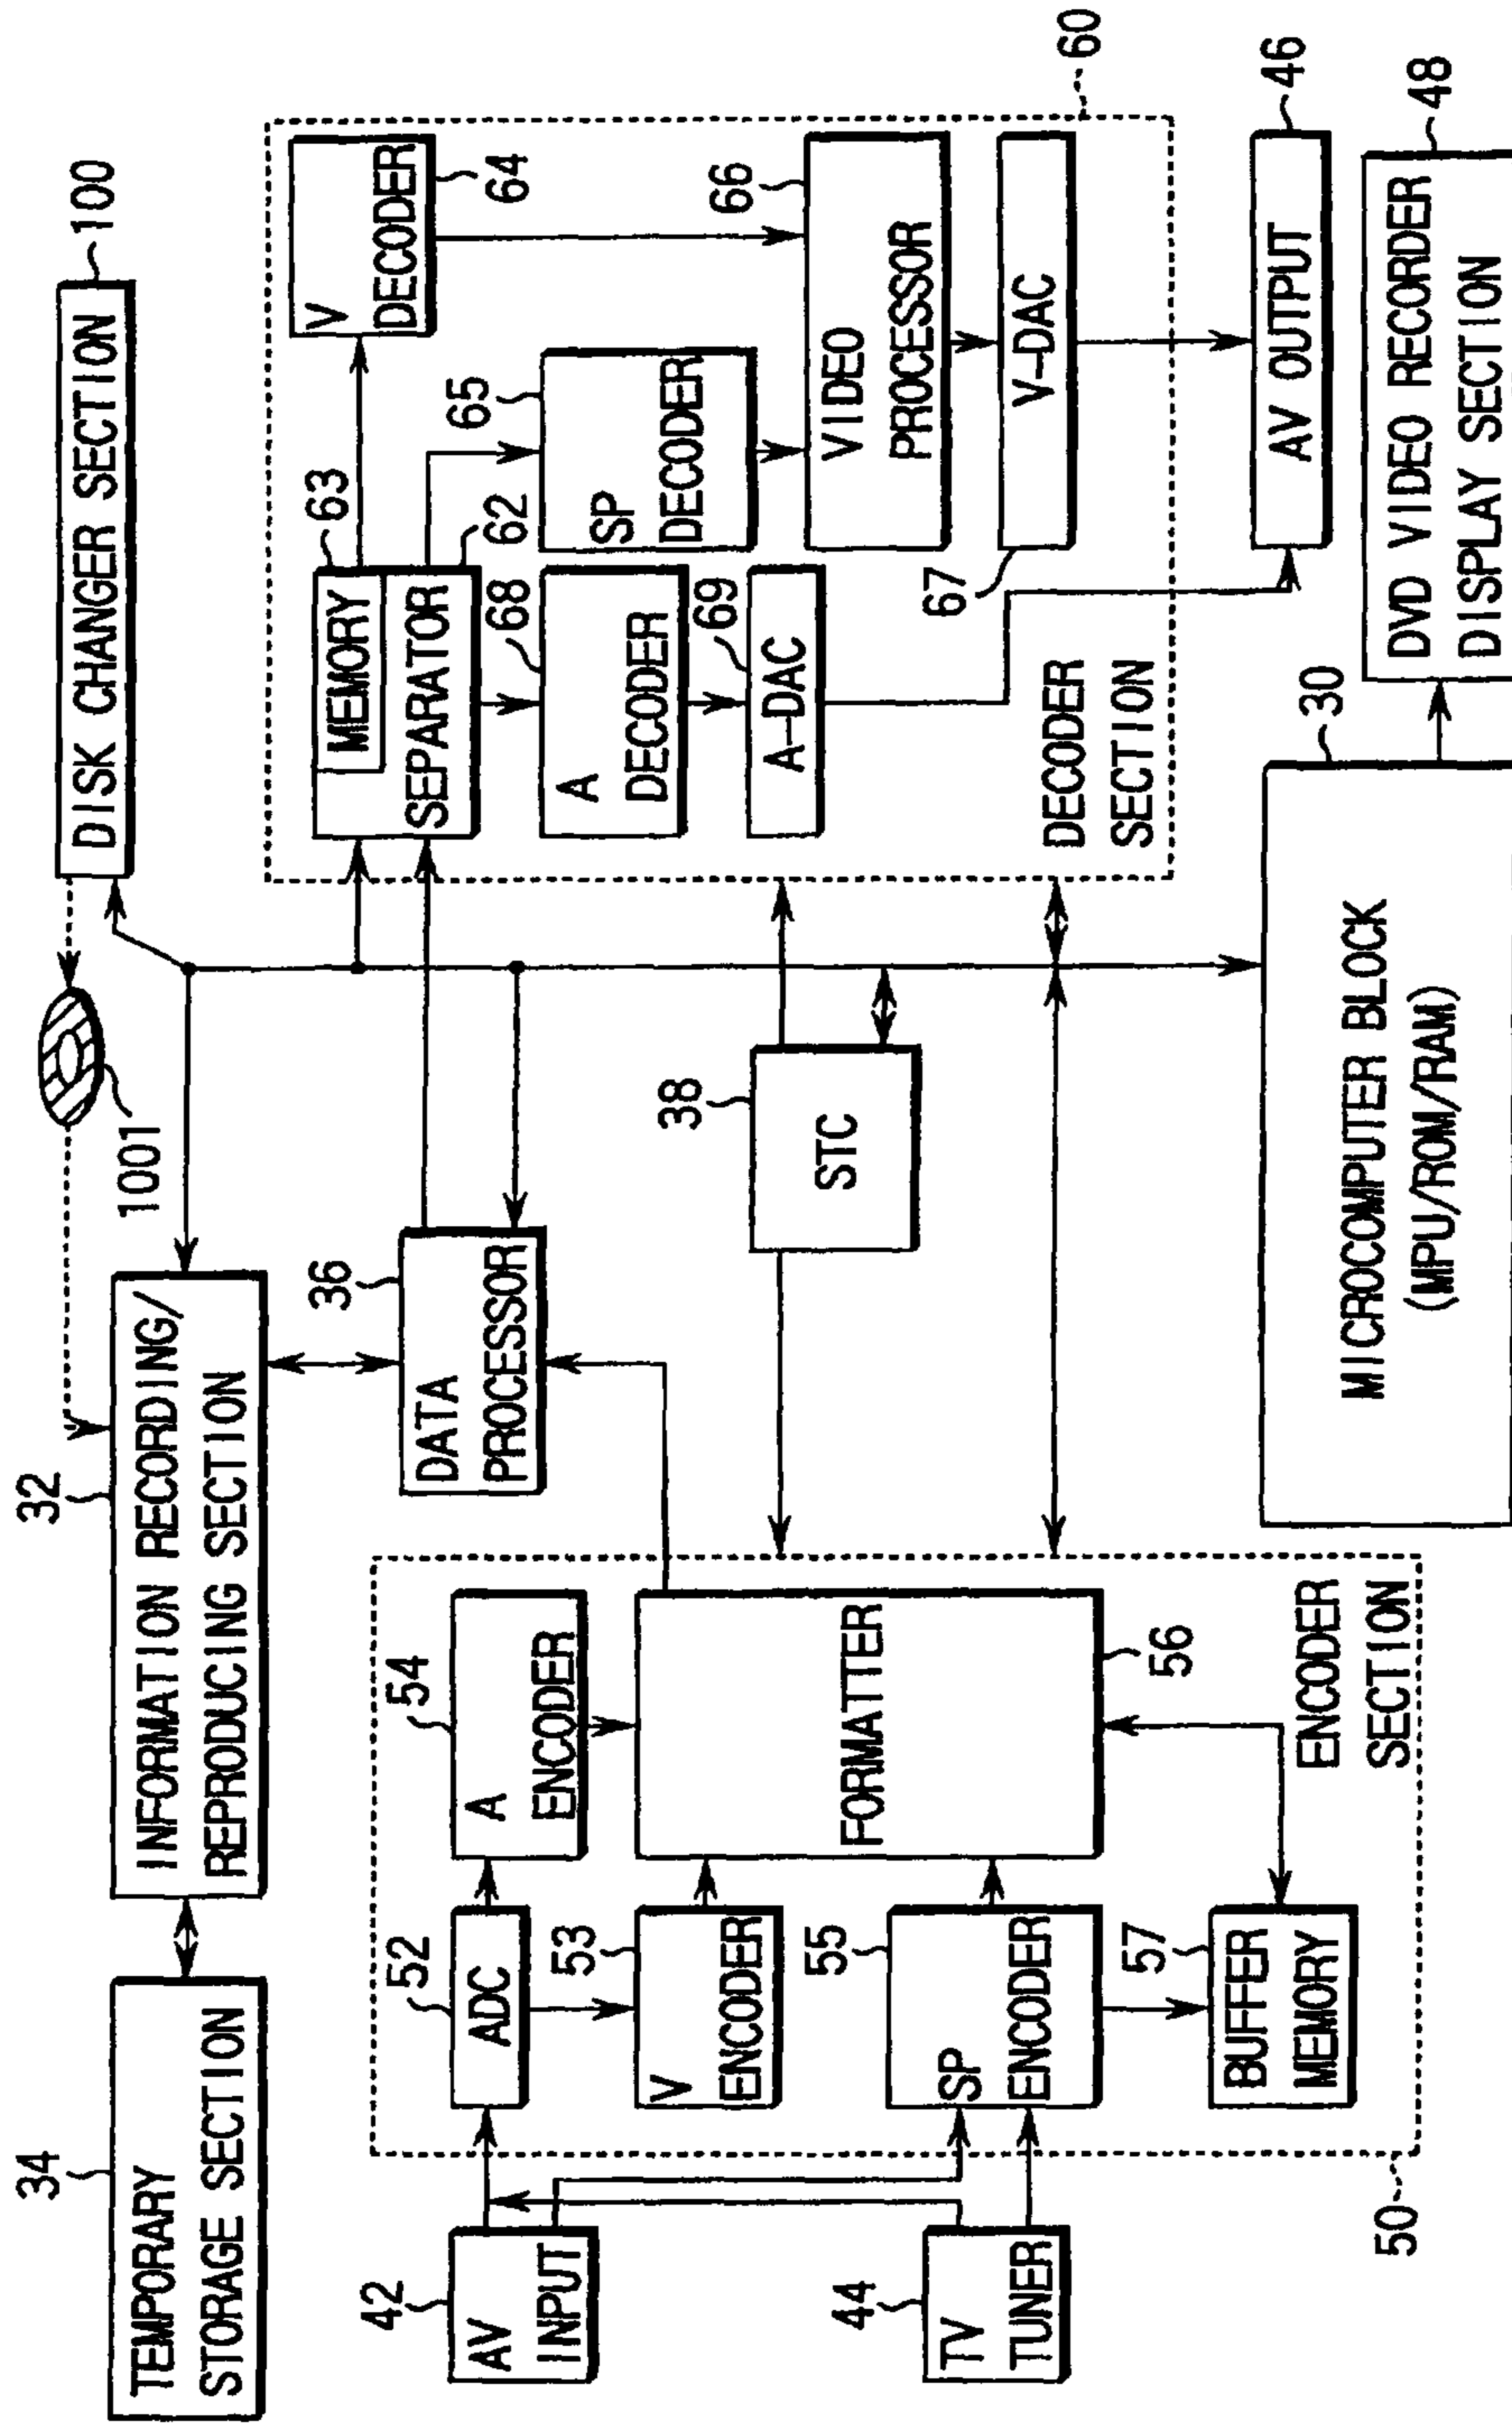 34
TEMPORARY
STORAGE SECTION
32
INFORMATION RECORDING/
REPRODUCING SECTION
1001
DISK CHANGER SECTION
100
36
DATA
PROCESSOR
63
MEMORY
SEPARATOR
62
V
DECODER
64
65
SP
DECODER
68
A
DECODER
69
A-DAC
66
VIDEO
PROCESSOR
V-DAC
67
DECODER
SECTION
60
42
AV
INPUT
44
TV
TUNER
52
ADC
54
A
ENCODER
53
V
ENCODER
55
SP
ENCODER
FORMATTER
56
57
BUFFER
MEMORY
ENCODER
SECTION
50
38
STC
AV OUTPUT
46
30
MICROCOMPUTER BLOCK
(MPU/ROM/RAM)
DVD VIDEO RECORDER
DISPLAY SECTION
48